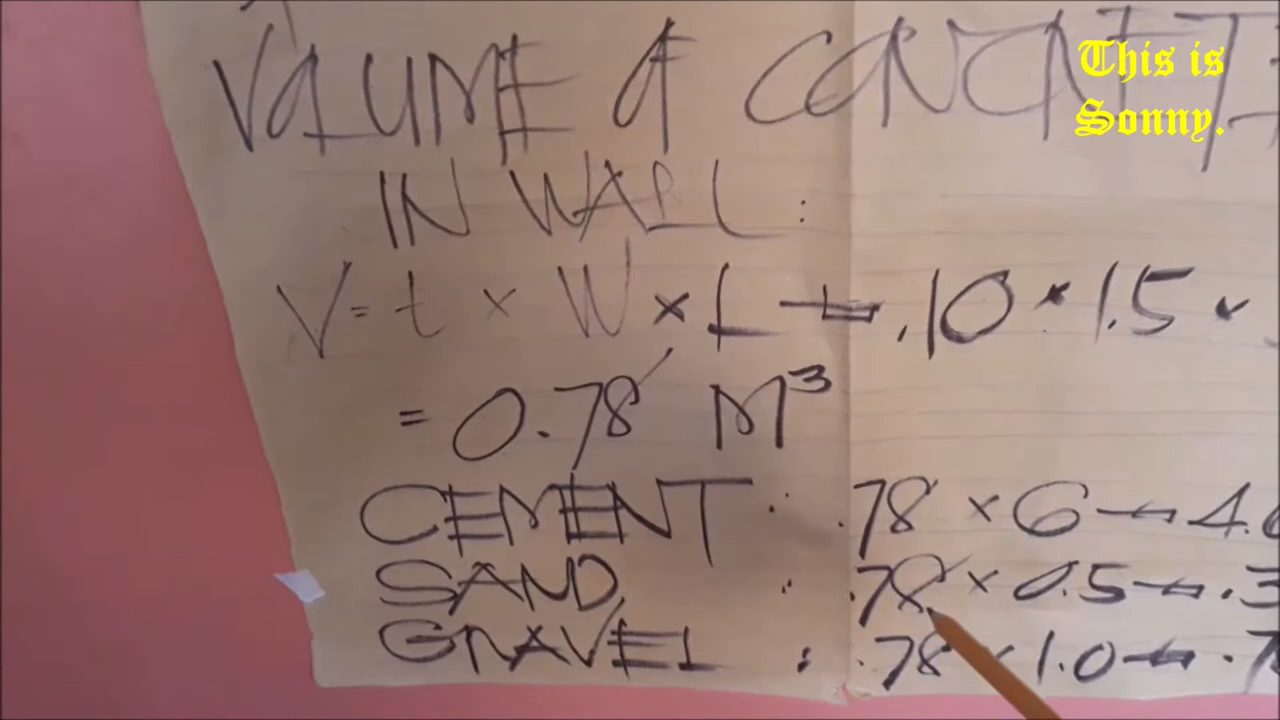 VOLUME OF CONCRETE
This is
Sonny.
IN WALL :
V = t x W x L → .10 x 1.5 x
= 0.78 M³
CEMENT : .78 x 6 → 4.6
SAND : .78 x 0.5 → .3
GRAVEL : .78 x 1.0 → .7